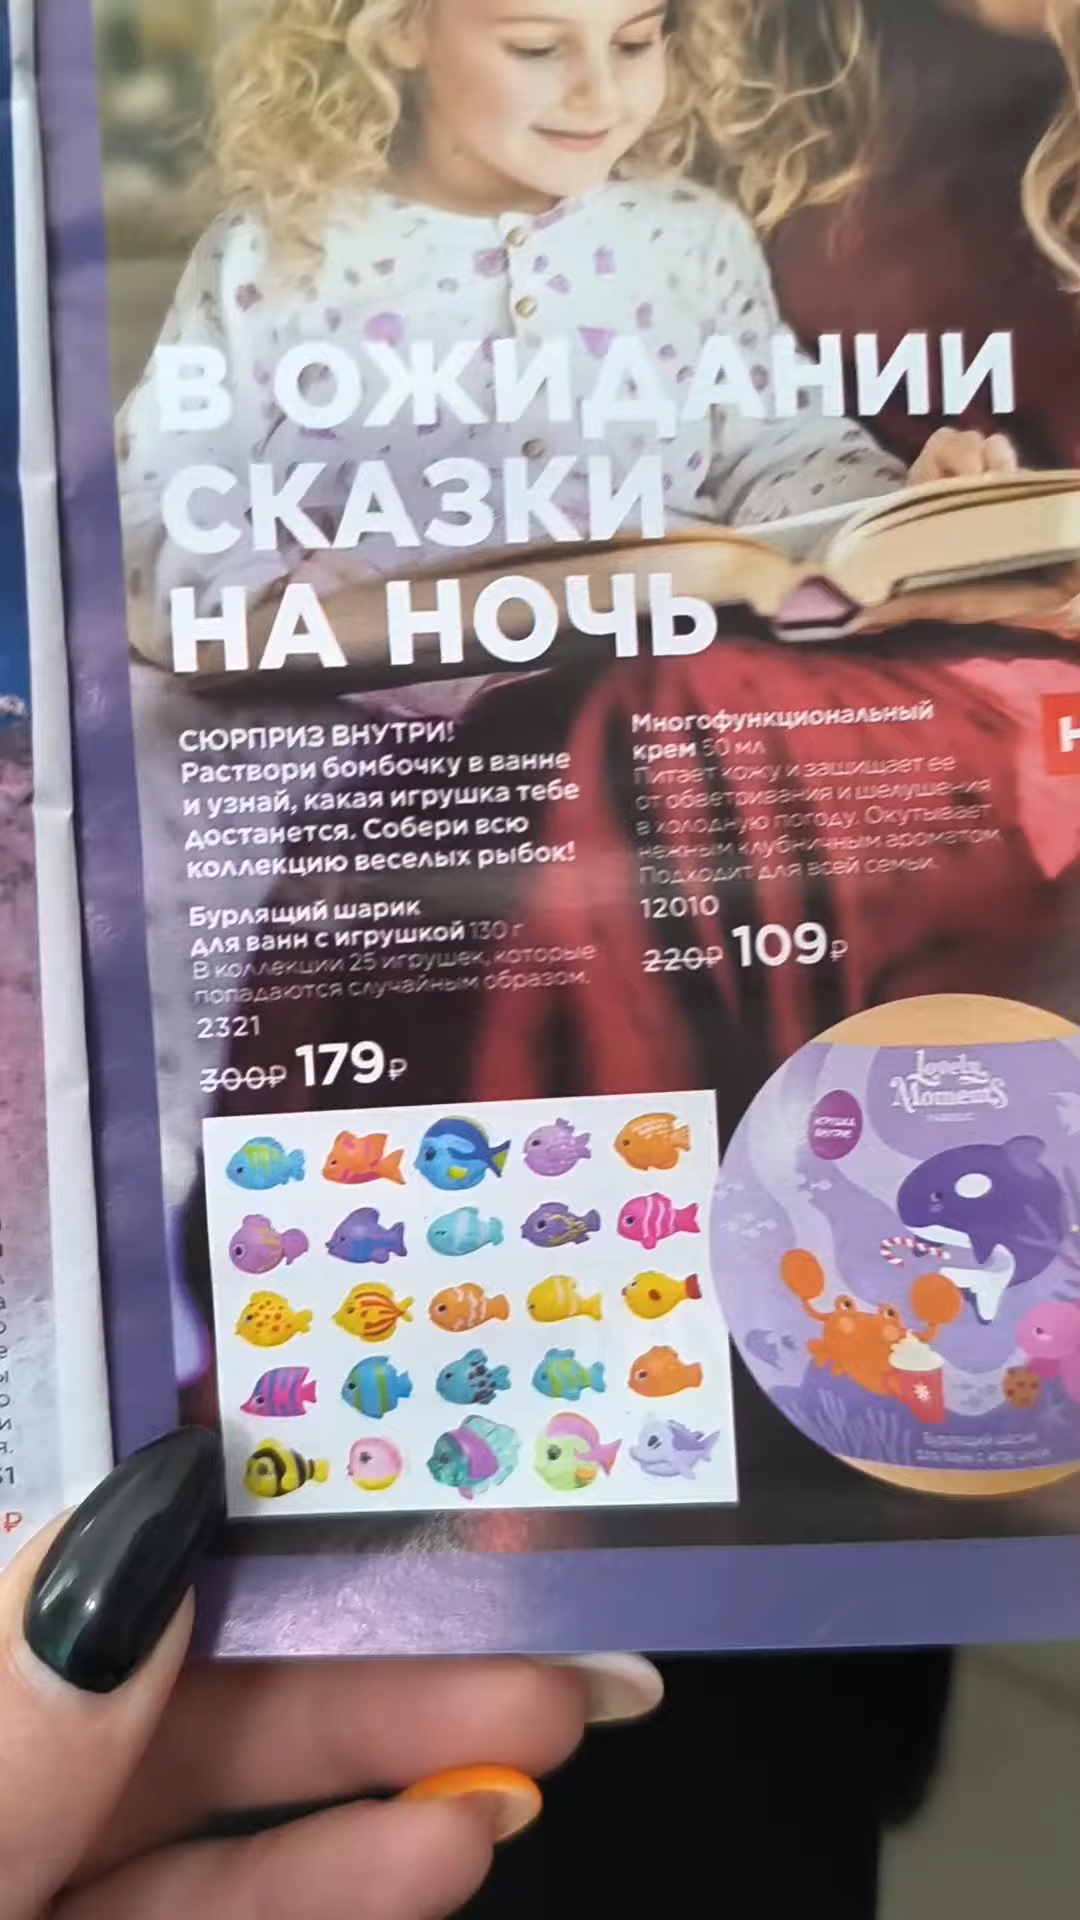 В ОЖИДАНИИ
СКАЗКИ
НА НОЧЬ
СЮРПРИЗ ВНУТРИ!
Раствори бомбочку в ванне
и узнай, какая игрушка тебе
достанется. Собери всю
коллекцию веселых рыбок!
Бурлящий шарик
для ванн с игрушкой 130 г
В коллекции 25 игрушек, которые
попадаются случайным образом.
2321
300₽ 179₽
Многофункциональный
крем 50 мл
Питает кожу и защищает ее
от обветривания и шелушения
в холодную погоду. Окутывает
нежным клубничным ароматом.
Подходит для всей семьи.
12010
220₽ 109₽
Lovely
Moments